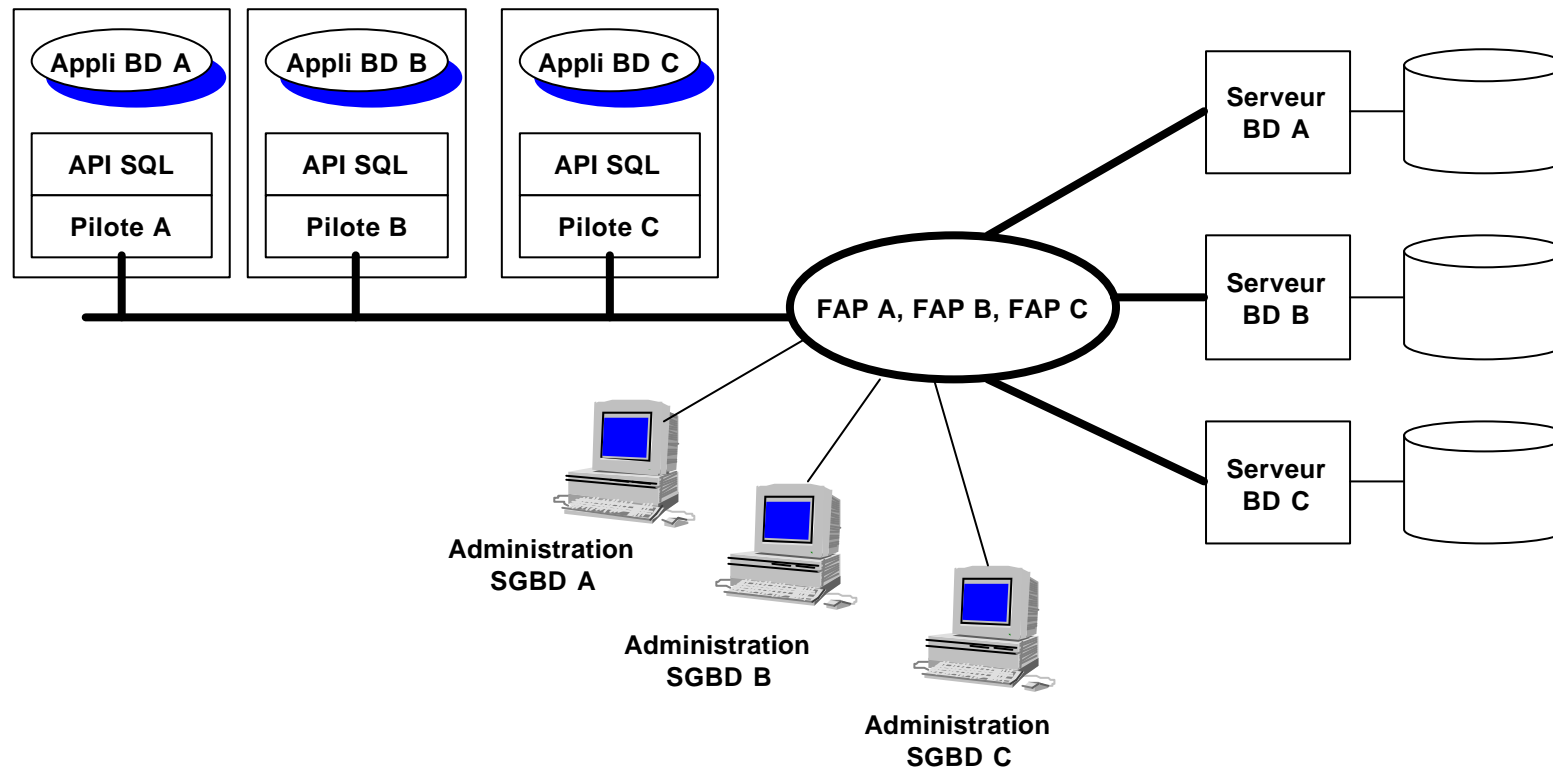 Appli BD A
Appli BD B
Appli BD C
API SQL
API SQL
API SQL
Pilote A
Pilote B
Pilote C
FAP A, FAP B, FAP C
Serveur
BD A
Serveur
BD B
Serveur
BD C
Administration
SGBD A
Administration
SGBD B
Administration
SGBD C